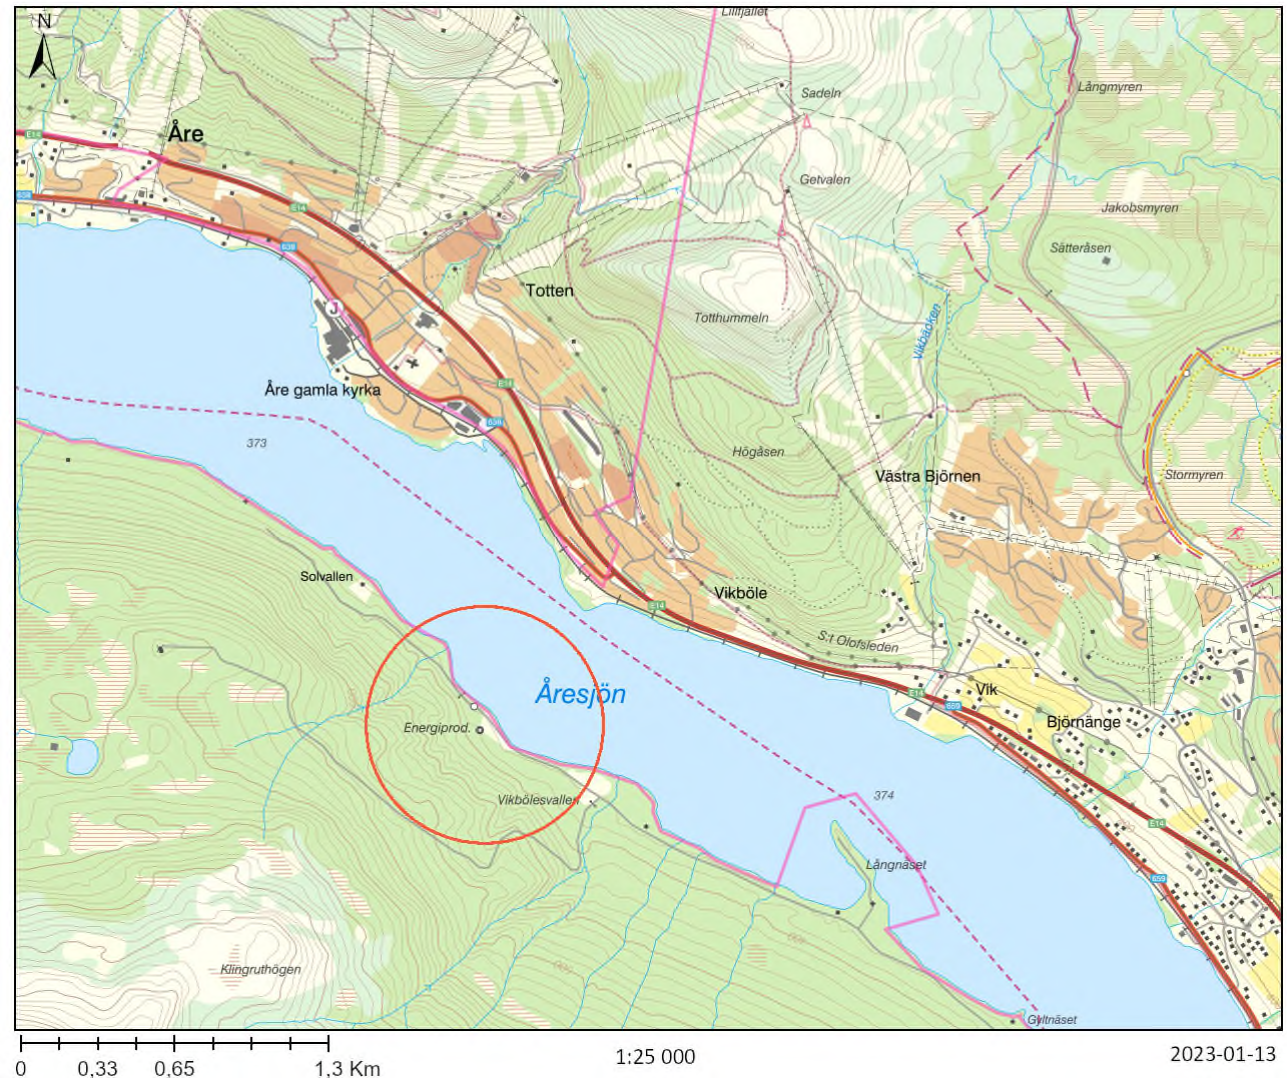 Lillfjället
N
Sadeln
Långmyren
Åre
E14
Getvalen
638
E14
Jakobsmyren
638
Sätteråsen
Totten
J
Totthummeln
Vikbäcken
E14
Åre gamla kyrka
638
373
Högåsen
Västra Björnen
Stormyren
Solvallen
Vikböle
E14
S:t Olofsleden
Åresjön
E14
Vik
659
Energiprod.
Björnänge
Vikbölesvallen
374
E14
Långnäset
659
Klingruthögen
Gyltnäset
0 0,33 0,65 1,3 Km
1:25 000
2023-01-13